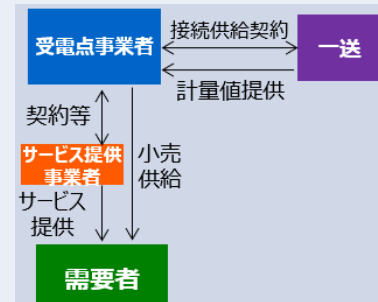 受電点事業者
接続供給契約
一送
計量値提供
契約等
サービス提供
事業者
小売
供給
サービス
提供
需要者